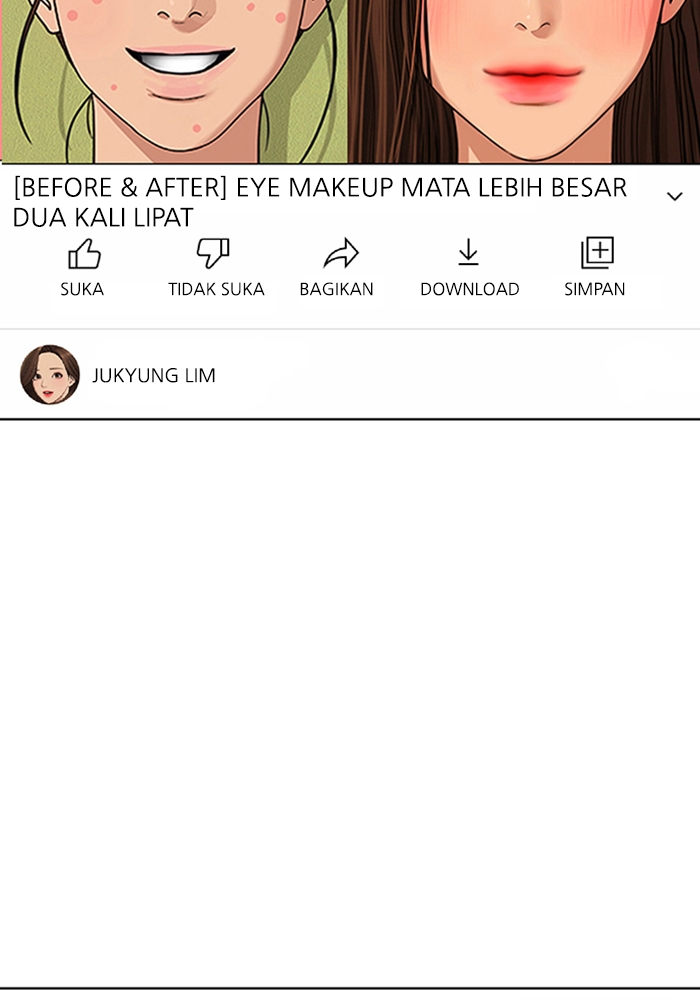 [BEFORE & AFTER] EYE MAKEUP MATA LEBIH BESAR
DUA KALI LIPAT
SUKA
TIDAK SUKA
BAGIKAN
DOWNLOAD
SIMPAN
JUKYUNG LIM